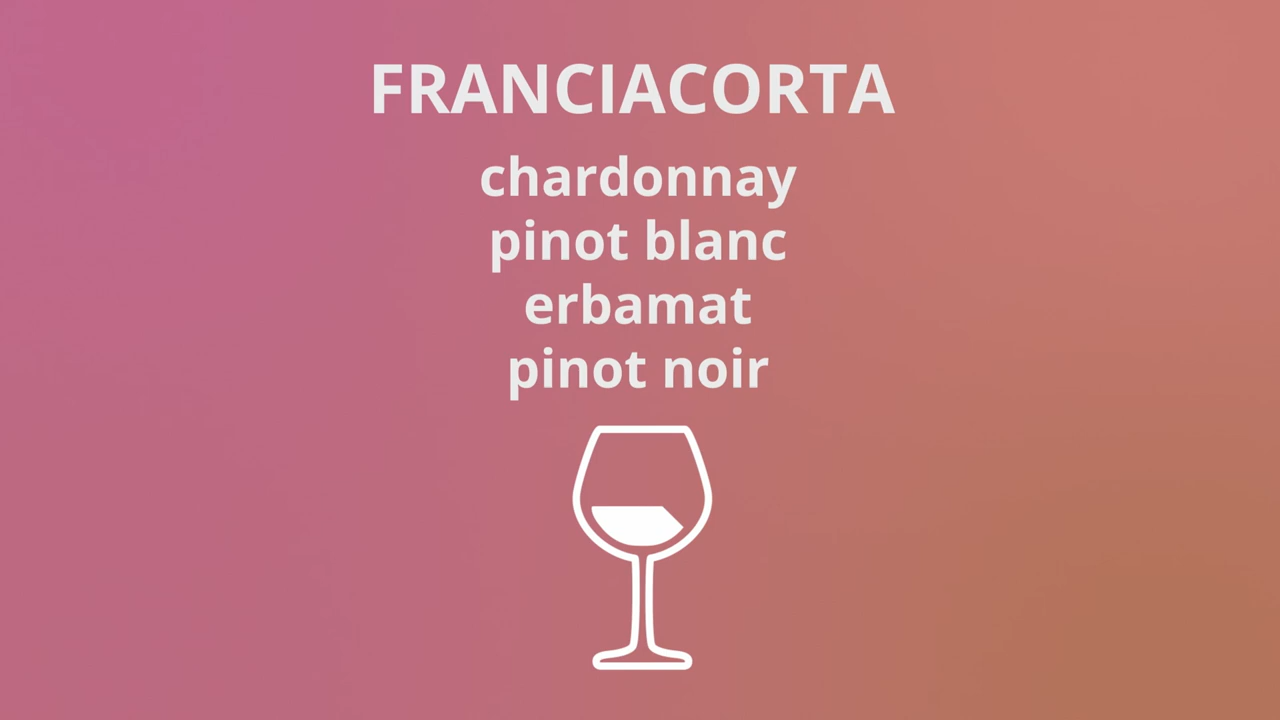 FRANCIACORTA
chardonnay
pinot blanc
erbamat
pinot noir